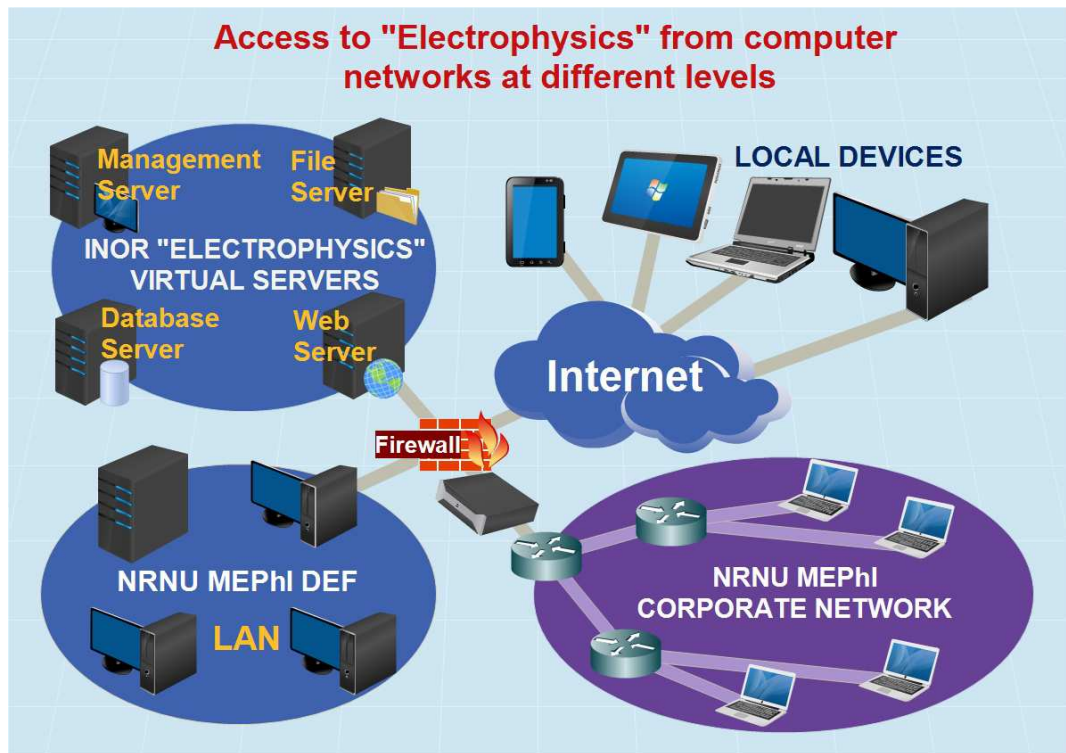 Access to "Electrophysics" from computer
networks at different levels
Management
Server
File
Server
INOR "ELECTROPHYSICS"
VIRTUAL SERVERS
Database
Server
Web
Server
LOCAL DEVICES
Internet
Firewall
NRNU MEPhI DEF
LAN
NRNU MEPhI
CORPORATE NETWORK